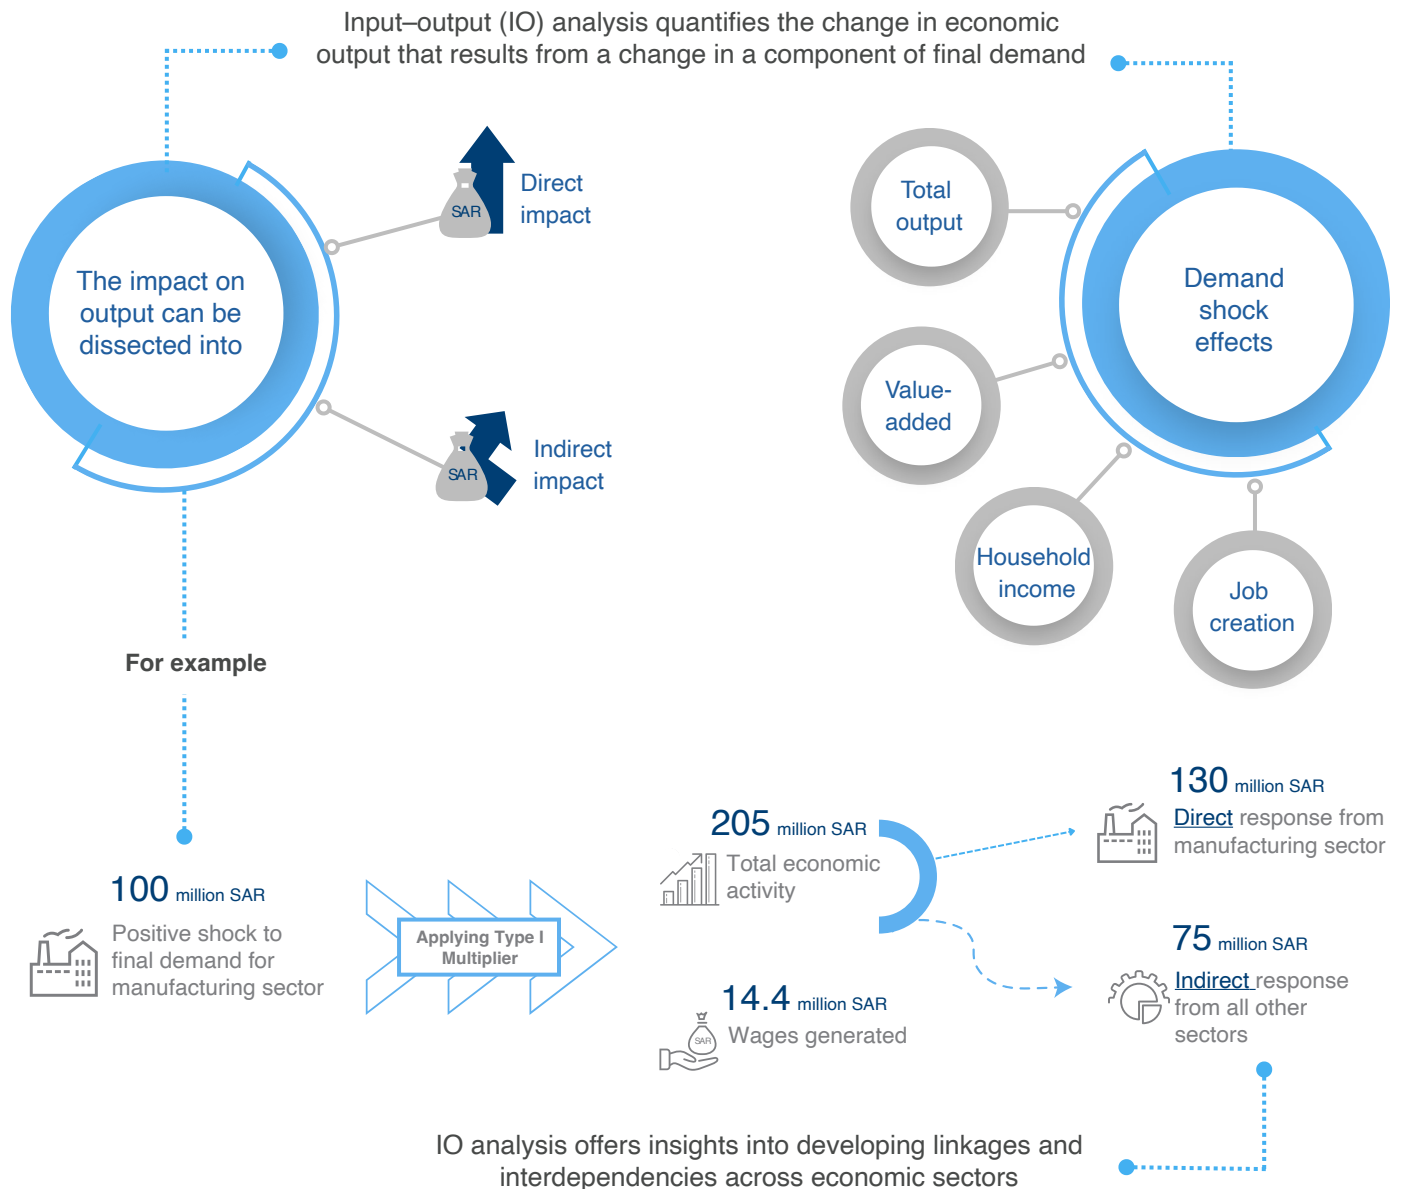 Input–output (IO) analysis quantifies the change in economic
output that results from a change in a component of final demand
The impact on
output can be
dissected into
SAR
Direct
impact
SAR
Indirect
impact
Total
output
Value-
added
Household
income
Job
creation
Demand
shock
effects
For example
100 million SAR
Positive shock to
final demand for
manufacturing sector
Applying Type I
Multiplier
205 million SAR
Total economic
activity
14.4 million SAR
SAR
Wages generated
130 million SAR
Direct response from
manufacturing sector
75 million SAR
Indirect response
from all other
sectors
IO analysis offers insights into developing linkages and
interdependencies across economic sectors